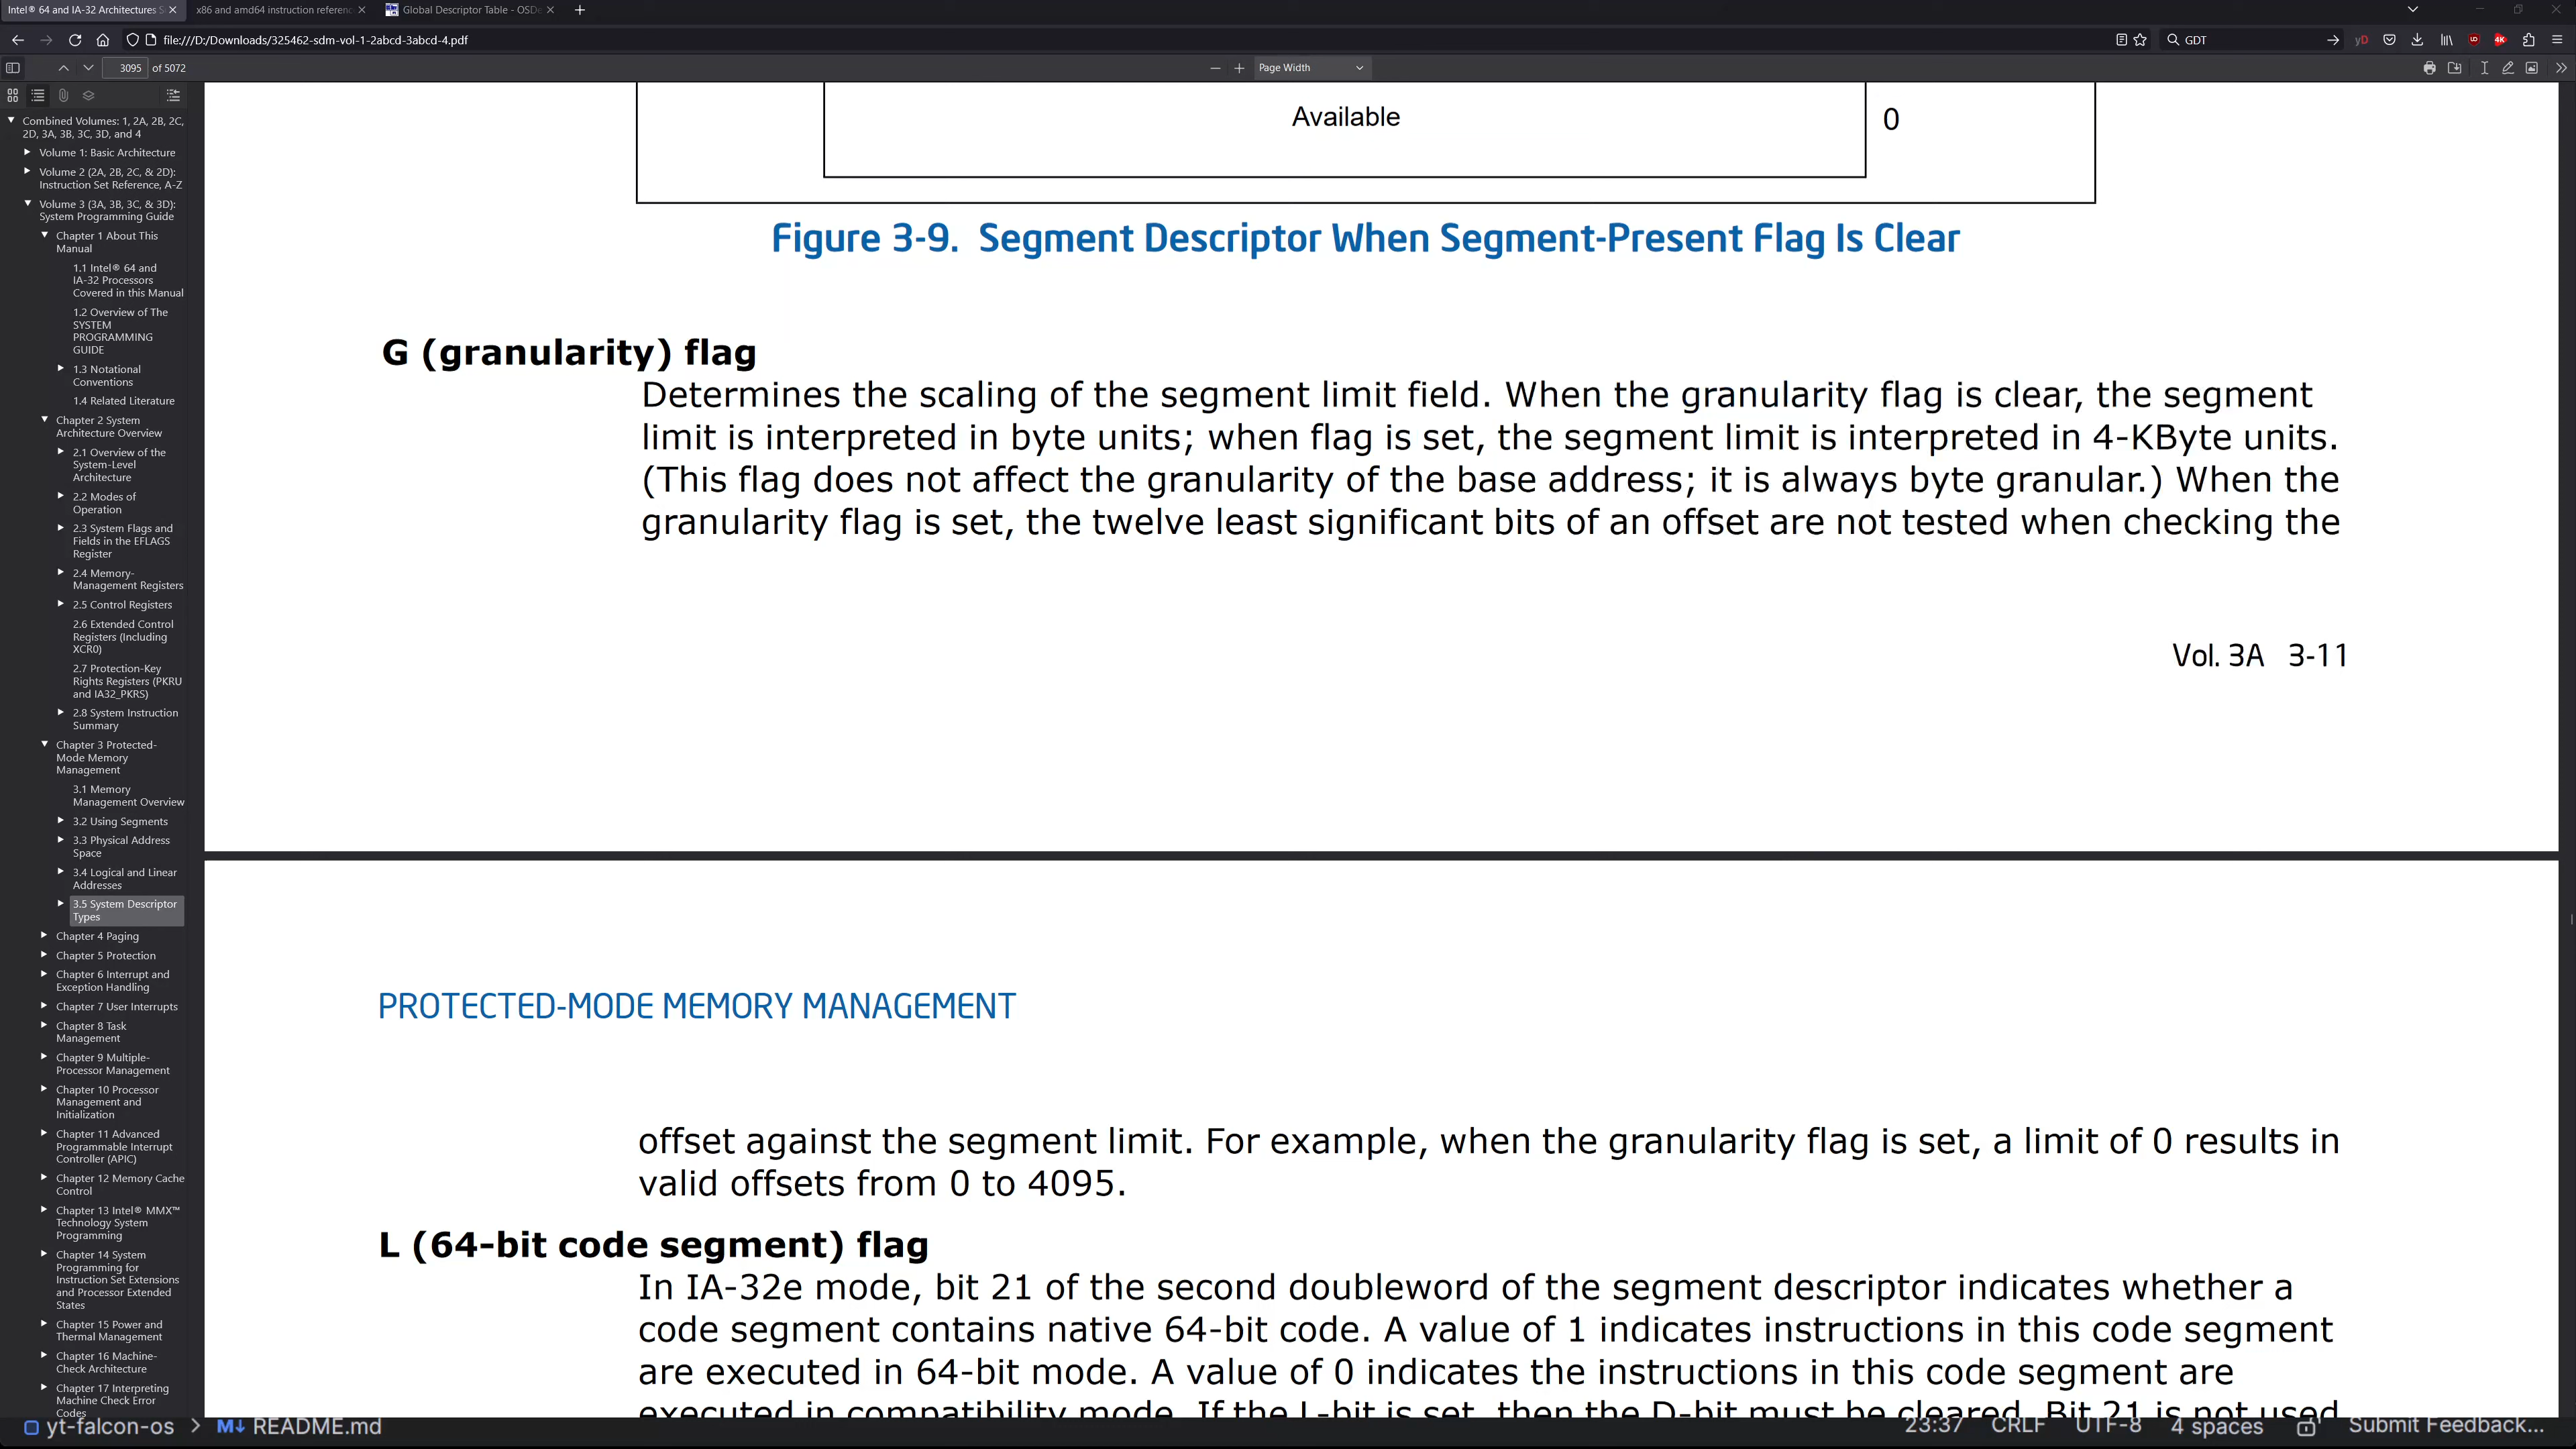 Intel® 64 and IA-32 Architectures S
x86 and amd64 instruction referenc
Global Descriptor Table - OSDe
file:///D:/Downloads/325462-sdm-vol-1-2abcd-3abcd-4.pdf
GDT
3095 of 5072
Page Width
Combined Volumes: 1, 2A, 2B, 2C,
2D, 3A, 3B, 3C, 3D, and 4
Volume 1: Basic Architecture
Volume 2 (2A, 2B, 2C, & 2D):
Instruction Set Reference, A-Z
Volume 3 (3A, 3B, 3C, & 3D):
System Programming Guide
Chapter 1 About This
Manual
1.1 Intel® 64 and
IA-32 Processors
Covered in this Manual
1.2 Overview of The
SYSTEM
PROGRAMMING
GUIDE
1.3 Notational
Conventions
1.4 Related Literature
Chapter 2 System
Architecture Overview
2.1 Overview of the
System-Level
Architecture
2.2 Modes of
Operation
2.3 System Flags and
Fields in the EFLAGS
Register
2.4 Memory-
Management Registers
2.5 Control Registers
2.6 Extended Control
Registers (Including
XCR0)
2.7 Protection-Key
Rights Registers (PKRU
and IA32_PKRS)
2.8 System Instruction
Summary
Chapter 3 Protected-
Mode Memory
Management
3.1 Memory
Management Overview
3.2 Using Segments
3.3 Physical Address
Space
3.4 Logical and Linear
Addresses
3.5 System Descriptor
Types
Chapter 4 Paging
Chapter 5 Protection
Chapter 6 Interrupt and
Exception Handling
Chapter 7 User Interrupts
Chapter 8 Task
Management
Chapter 9 Multiple-
Processor Management
Chapter 10 Processor
Management and
Initialization
Chapter 11 Advanced
Programmable Interrupt
Controller (APIC)
Chapter 12 Memory Cache
Control
Chapter 13 Intel® MMX™
Technology System
Programming
Chapter 14 System
Programming for
Instruction Set Extensions
and Processor Extended
States
Chapter 15 Power and
Thermal Management
Chapter 16 Machine-
Check Architecture
Chapter 17 Interpreting
Machine Check Error
Codes
Available 0
Figure 3-9. Segment Descriptor When Segment-Present Flag Is Clear
G (granularity) flag
Determines the scaling of the segment limit field. When the granularity flag is clear, the segment
limit is interpreted in byte units; when flag is set, the segment limit is interpreted in 4-KByte units.
(This flag does not affect the granularity of the base address; it is always byte granular.) When the
granularity flag is set, the twelve least significant bits of an offset are not tested when checking the
Vol. 3A 3-11
PROTECTED-MODE MEMORY MANAGEMENT
offset against the segment limit. For example, when the granularity flag is set, a limit of 0 results in
valid offsets from 0 to 4095.
L (64-bit code segment) flag
In IA-32e mode, bit 21 of the second doubleword of the segment descriptor indicates whether a
code segment contains native 64-bit code. A value of 1 indicates instructions in this code segment
are executed in 64-bit mode. A value of 0 indicates the instructions in this code segment are
executed in compatibility mode. If the L-bit is set, then the D-bit must be cleared. Bit 21 is not used
yt-falcon-os > M↓ README.md
23:37 CRLF UTF-8 4 spaces Submit Feedback...